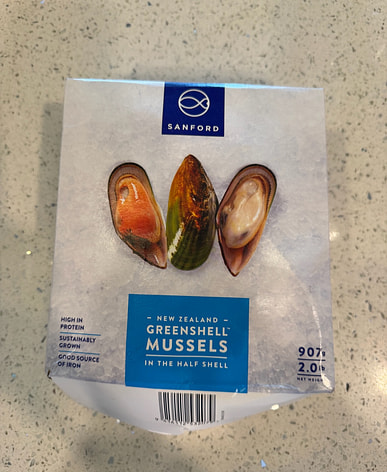 SANFORD
HIGH IN
PROTEIN
SUSTAINABLY
GROWN
GOOD SOURCE
OF IRON
– NEW ZEALAND –
GREENSHELL™
MUSSELS
IN THE HALF SHELL
907g
2.0lb
NET WEIGHT